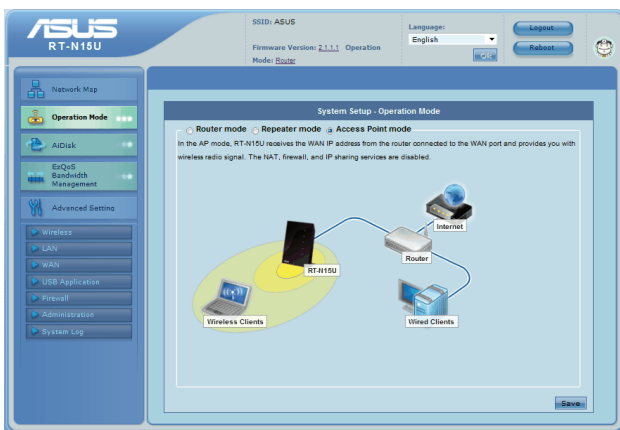 ASUS
RT-N15U
SSID: ASUS
Firmware Version: 2.1.1.1 Operation
Mode: Router
Language:
English
Logout
Reboot
Network Map
Operation Mode
AiDisk
EzQoS
Bandwidth
Management
Advanced Setting
Wireless
LAN
WAN
USB Application
Firewall
Administration
System Log
System Setup - Operation Mode
Router mode Repeater mode Access Point mode
In the AP mode, RT-N15U receives the WAN IP address from the router connected to the WAN port and provides you with
wireless radio signal. The NAT, firewall, and IP sharing services are disabled.
Internet
Router
RT-N15U
Wireless Clients
Wired Clients
Save